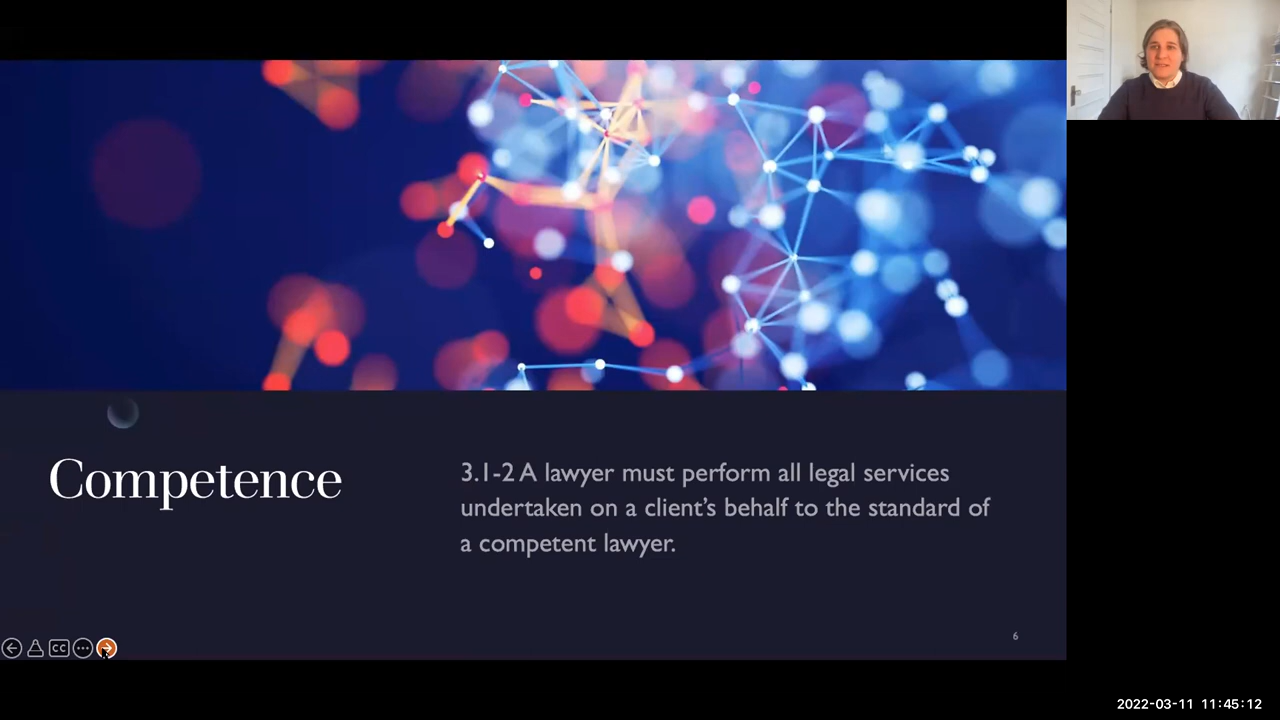 Competence
3.1-2 A lawyer must perform all legal services
undertaken on a client’s behalf to the standard of
a competent lawyer.
CC
6
2022-03-11 11:45:12